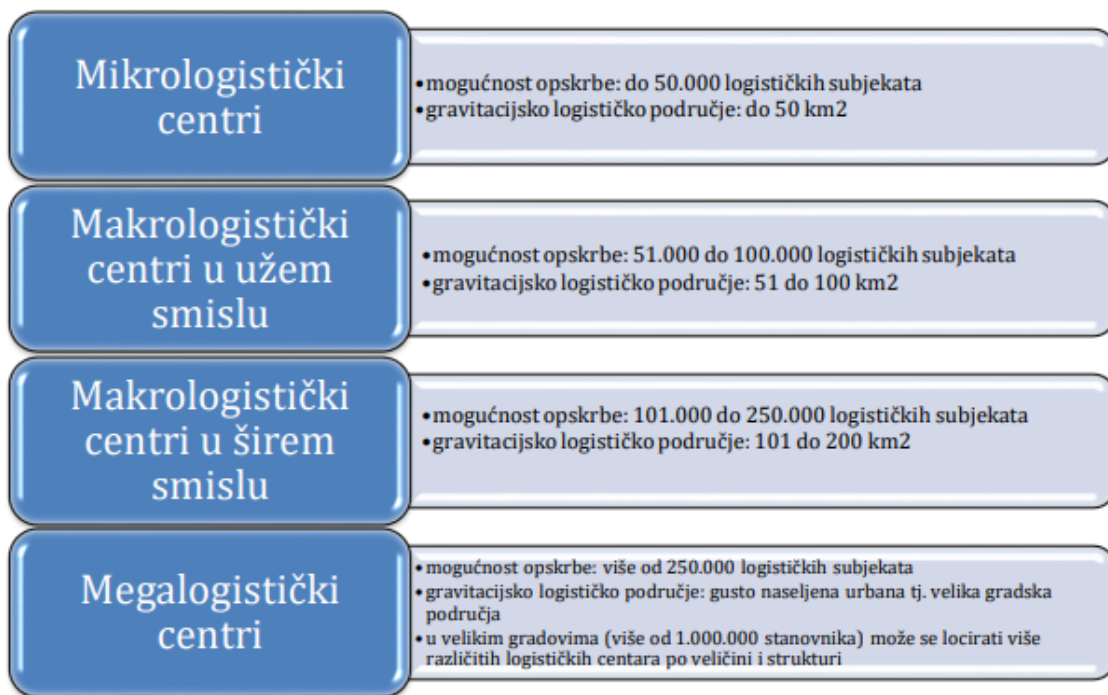 Mikrologistički
centri
•mogućnost opskrbe: do 50.000 logističkih subjekata
•gravitacijsko logističko područje: do 50 km2
Makrologistički
centri u užem
smislu
•mogućnost opskrbe: 51.000 do 100.000 logističkih subjekata
•gravitacijsko logističko područje: 51 do 100 km2
Makrologistički
centri u širem
smislu
•mogućnost opskrbe: 101.000 do 250.000 logističkih subjekata
•gravitacijsko logističko područje: 101 do 200 km2
Megalogistički
centri
•mogućnost opskrbe: više od 250.000 logističkih subjekata
•gravitacijsko logističko područje: gusto naseljena urbana tj. velika gradska
područja
•u velikim gradovima (više od 1.000.000 stanovnika) može se locirati više
različitih logističkih centara po veličini i strukturi